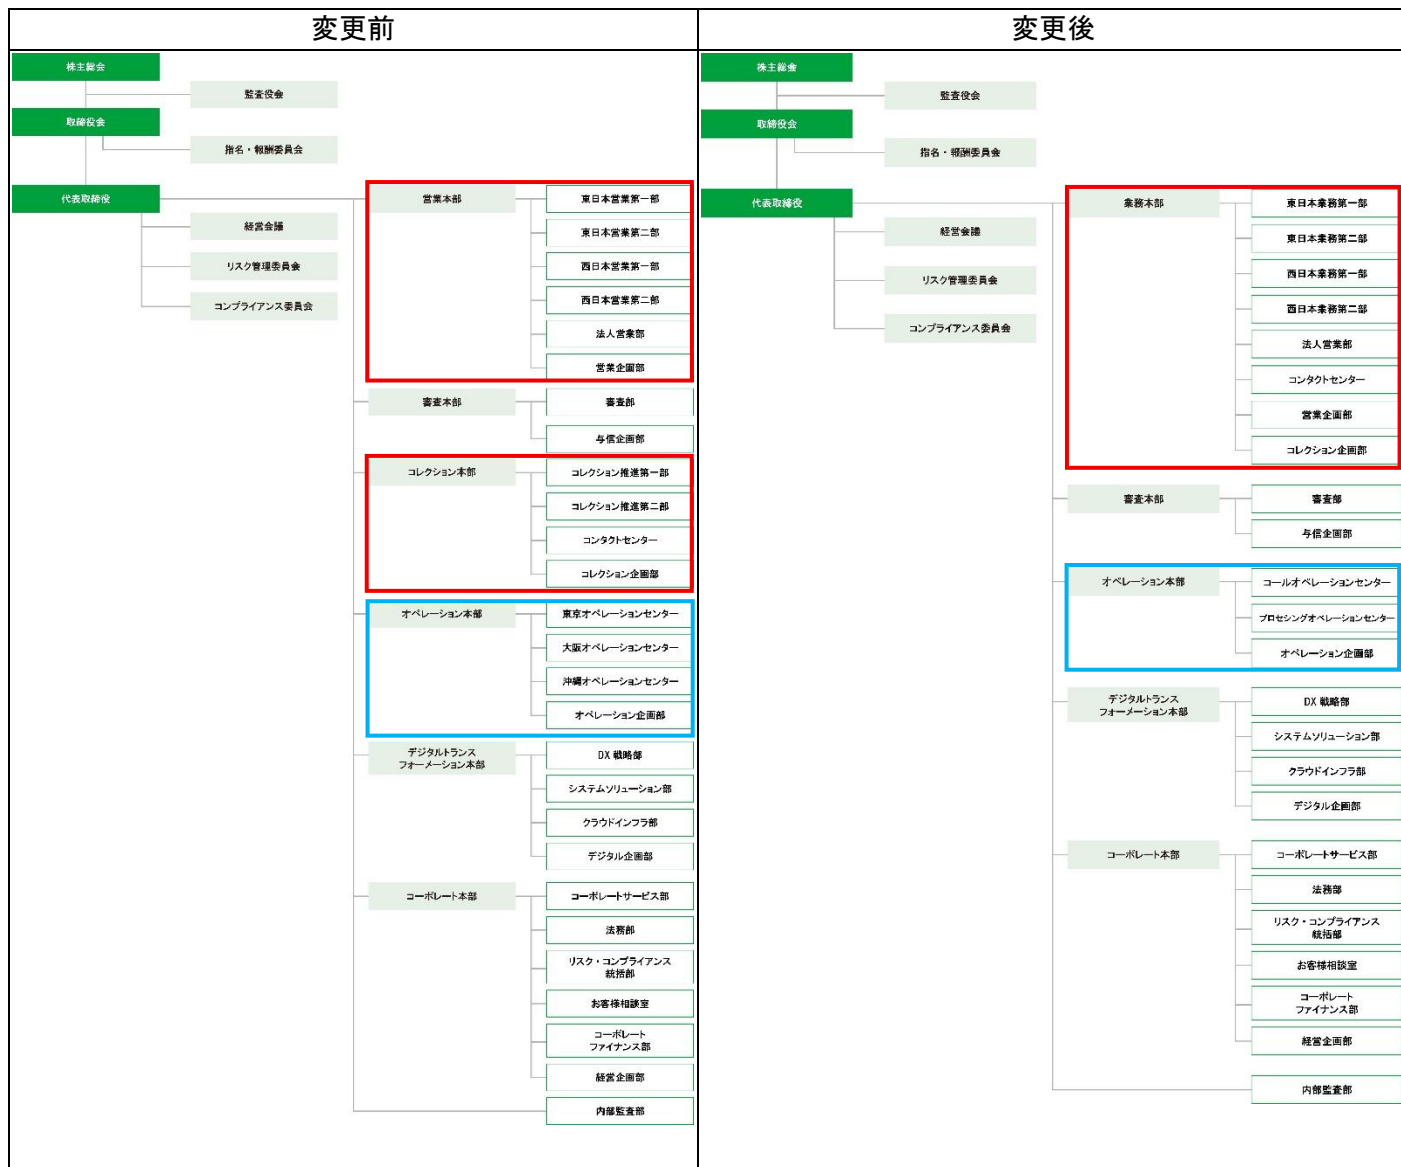 変更前
株主総会
監査役会
取締役会
指名・報酬委員会
代表取締役
経営会議
リスク管理委員会
コンプライアンス委員会
営業本部
東日本営業第一部
東日本営業第二部
西日本営業第一部
西日本営業第二部
法人営業部
営業企画部
審査本部
審査部
与信企画部
コレクション本部
コレクション推進第一部
コレクション推進第二部
コンタクトセンター
コレクション企画部
オペレーション本部
東京オペレーションセンター
大阪オペレーションセンター
沖縄オペレーションセンター
オペレーション企画部
デジタルトランス
フォーメーション本部
DX 戦略部
システムソリューション部
クラウドインフラ部
デジタル企画部
コーポレート本部
コーポレートサービス部
法務部
リスク・コンプライアンス
統括部
お客様相談室
コーポレート
ファイナンス部
経営企画部
内部監査部
変更後
株主総会
監査役会
取締役会
指名・報酬委員会
代表取締役
経営会議
リスク管理委員会
コンプライアンス委員会
業務本部
東日本業務第一部
東日本業務第二部
西日本業務第一部
西日本業務第二部
法人営業部
コンタクトセンター
営業企画部
コレクション企画部
審査本部
審査部
与信企画部
オペレーション本部
コールオペレーションセンター
プロセシングオペレーションセンター
オペレーション企画部
デジタルトランス
フォーメーション本部
DX 戦略部
システムソリューション部
クラウドインフラ部
デジタル企画部
コーポレート本部
コーポレートサービス部
法務部
リスク・コンプライアンス
統括部
お客様相談室
コーポレート
ファイナンス部
経営企画部
内部監査部